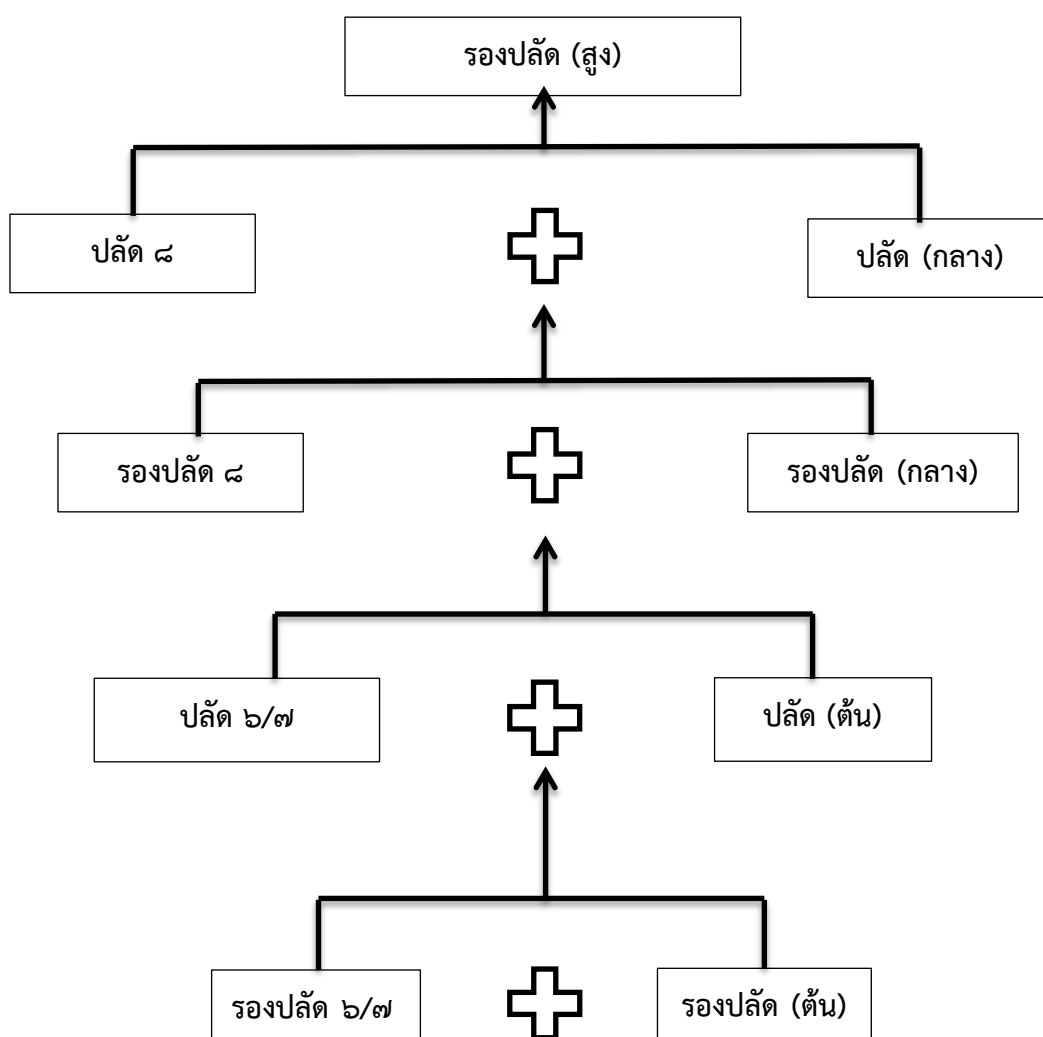 รองปลัด (สูง)
ปลัด ๘
ปลัด (กลาง)
รองปลัด ๘
รองปลัด (กลาง)
ปลัด ๖/๗
ปลัด (ต้น)
รองปลัด ๖/๗
รองปลัด (ต้น)